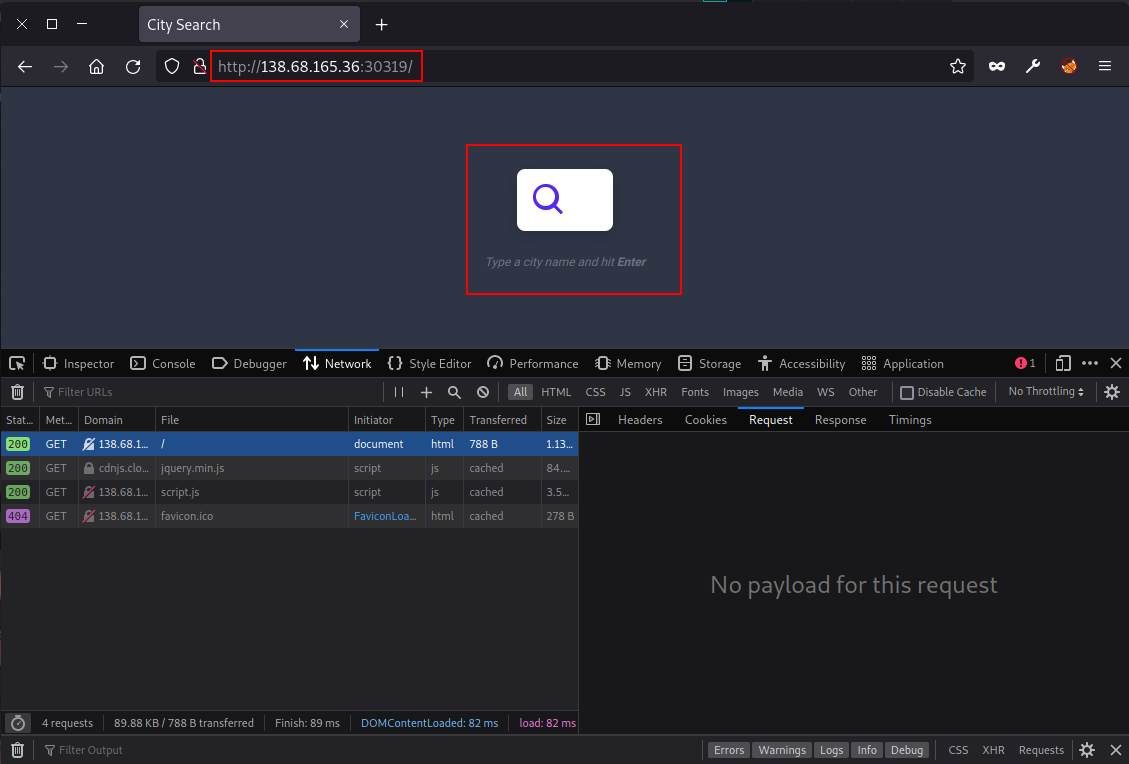 City Search
http://138.68.165.36:30319/
Type a city name and hit Enter
Inspector Console Debugger Network Style Editor Performance Memory Storage Accessibility Application 1
Filter URLs All HTML CSS JS XHR Fonts Images Media WS Other Disable Cache No Throttling
Stat... Met... Domain File Initiator Type Transferred Size Headers Cookies Request Response Timings
200 GET 138.68.1... / document html 788 B 1.13...
200 GET cdnjs.clo... jquery.min.js script js cached 84....
200 GET 138.68.1... script.js script js cached 3.5...
404 GET 138.68.1... favicon.ico FaviconLoa... html cached 278 B
No payload for this request
4 requests 89.88 KB / 788 B transferred Finish: 89 ms DOMContentLoaded: 82 ms load: 82 ms
Filter Output Errors Warnings Logs Info Debug CSS XHR Requests